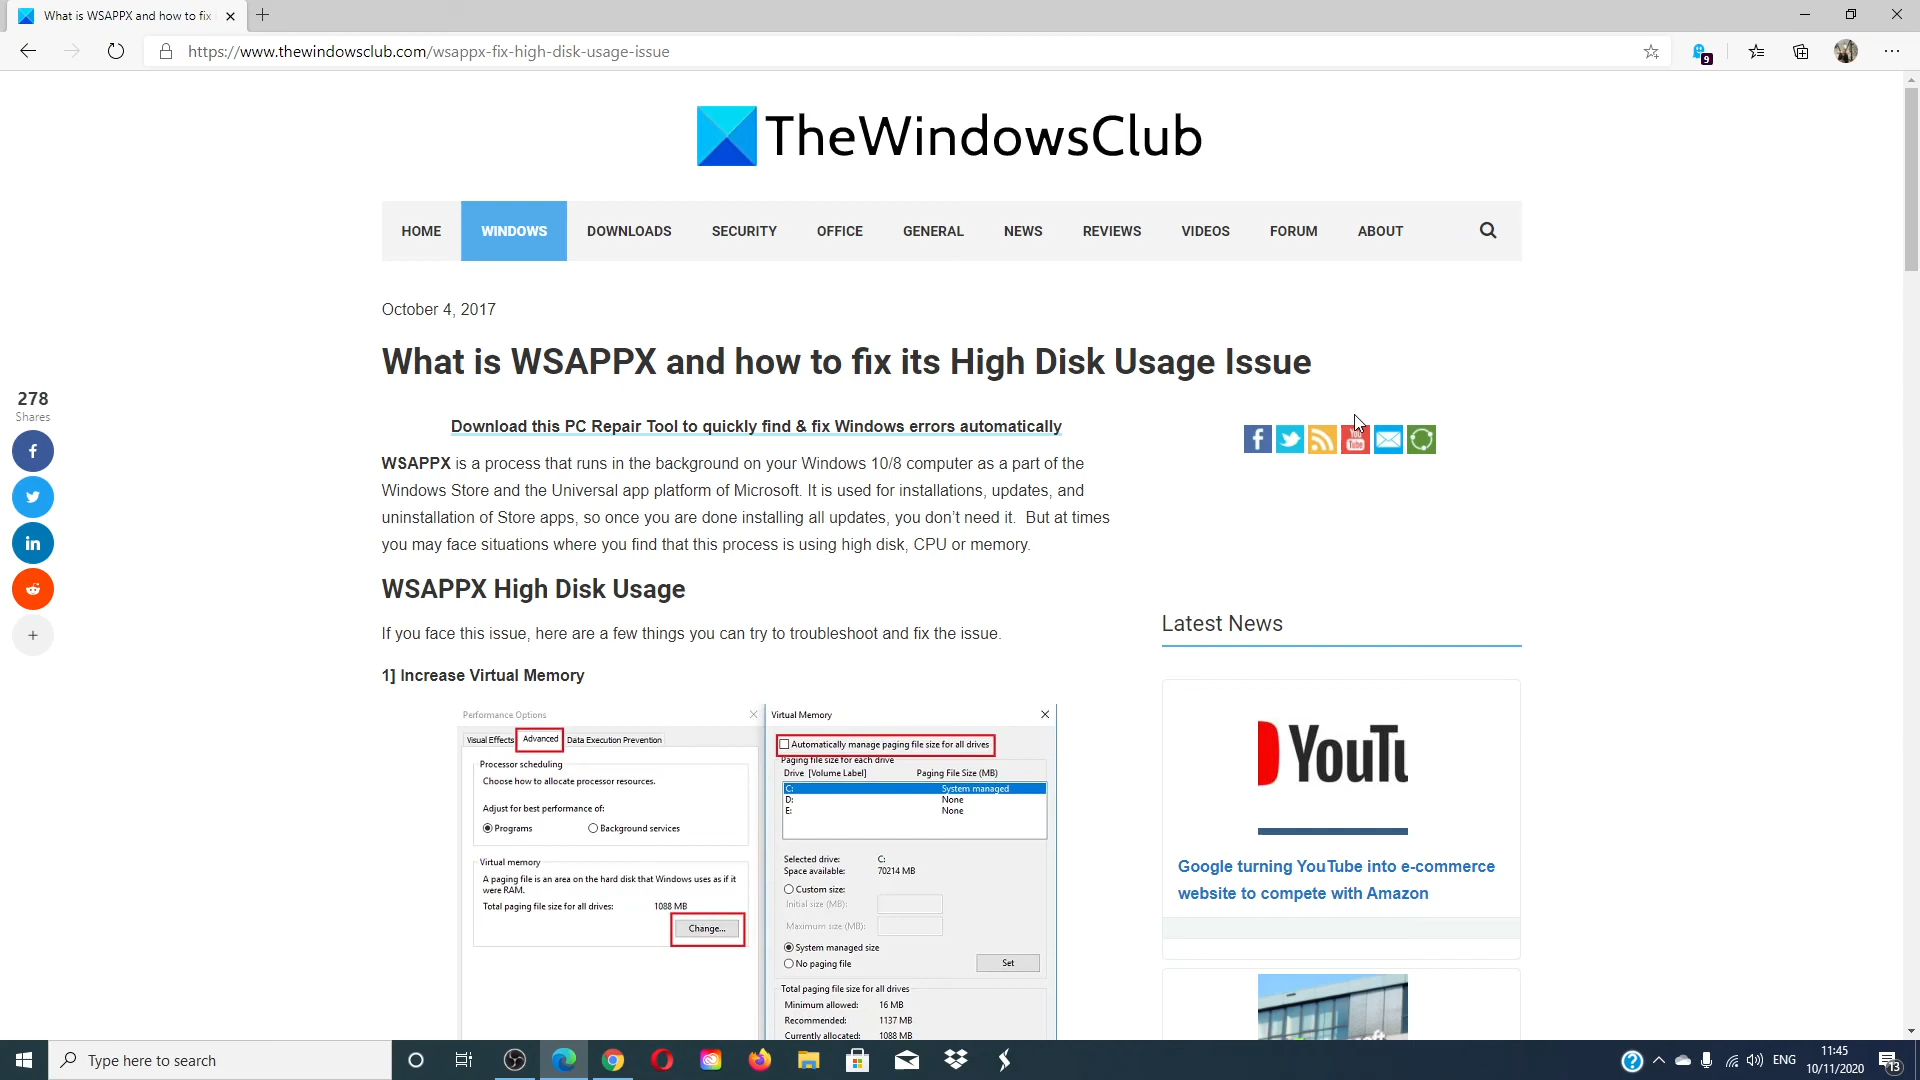 What is WSAPPX and how to fix
https://www.thewindowsclub.com/wsappx-fix-high-disk-usage-issue
9
TheWindowsClub
HOME WINDOWS DOWNLOADS SECURITY OFFICE GENERAL NEWS REVIEWS VIDEOS FORUM ABOUT
October 4, 2017
What is WSAPPX and how to fix its High Disk Usage Issue
278
Shares
Download this PC Repair Tool to quickly find & fix Windows errors automatically
You
Tube
WSAPPX is a process that runs in the background on your Windows 10/8 computer as a part of the
Windows Store and the Universal app platform of Microsoft. It is used for installations, updates, and
uninstallation of Store apps, so once you are done installing all updates, you don’t need it.  But at times
you may face situations where you find that this process is using high disk, CPU or memory.
WSAPPX High Disk Usage
If you face this issue, here are a few things you can try to troubleshoot and fix the issue.
1] Increase Virtual Memory
Performance Options
Visual Effects Advanced Data Execution Prevention
Processor scheduling
Choose how to allocate processor resources.
Adjust for best performance of:
Programs Background services
Virtual memory
A paging file is an area on the hard disk that Windows uses as if it
were RAM.
Total paging file size for all drives: 1088 MB
Change...
Virtual Memory
Automatically manage paging file size for all drives
Paging file size for each drive
Drive [Volume Label] Paging File Size (MB)
C: System managed
D: None
E: None
Selected drive: C:
Space available: 70214 MB
Custom size:
Initial size (MB):
Maximum size (MB):
System managed size
No paging file Set
Total paging file size for all drives
Minimum allowed: 16 MB
Recommended: 1137 MB
Currently allocated: 1088 MB
Latest News
Google turning YouTube into e-commerce
website to compete with Amazon
Type here to search
ENG
11:45
10/11/2020
13